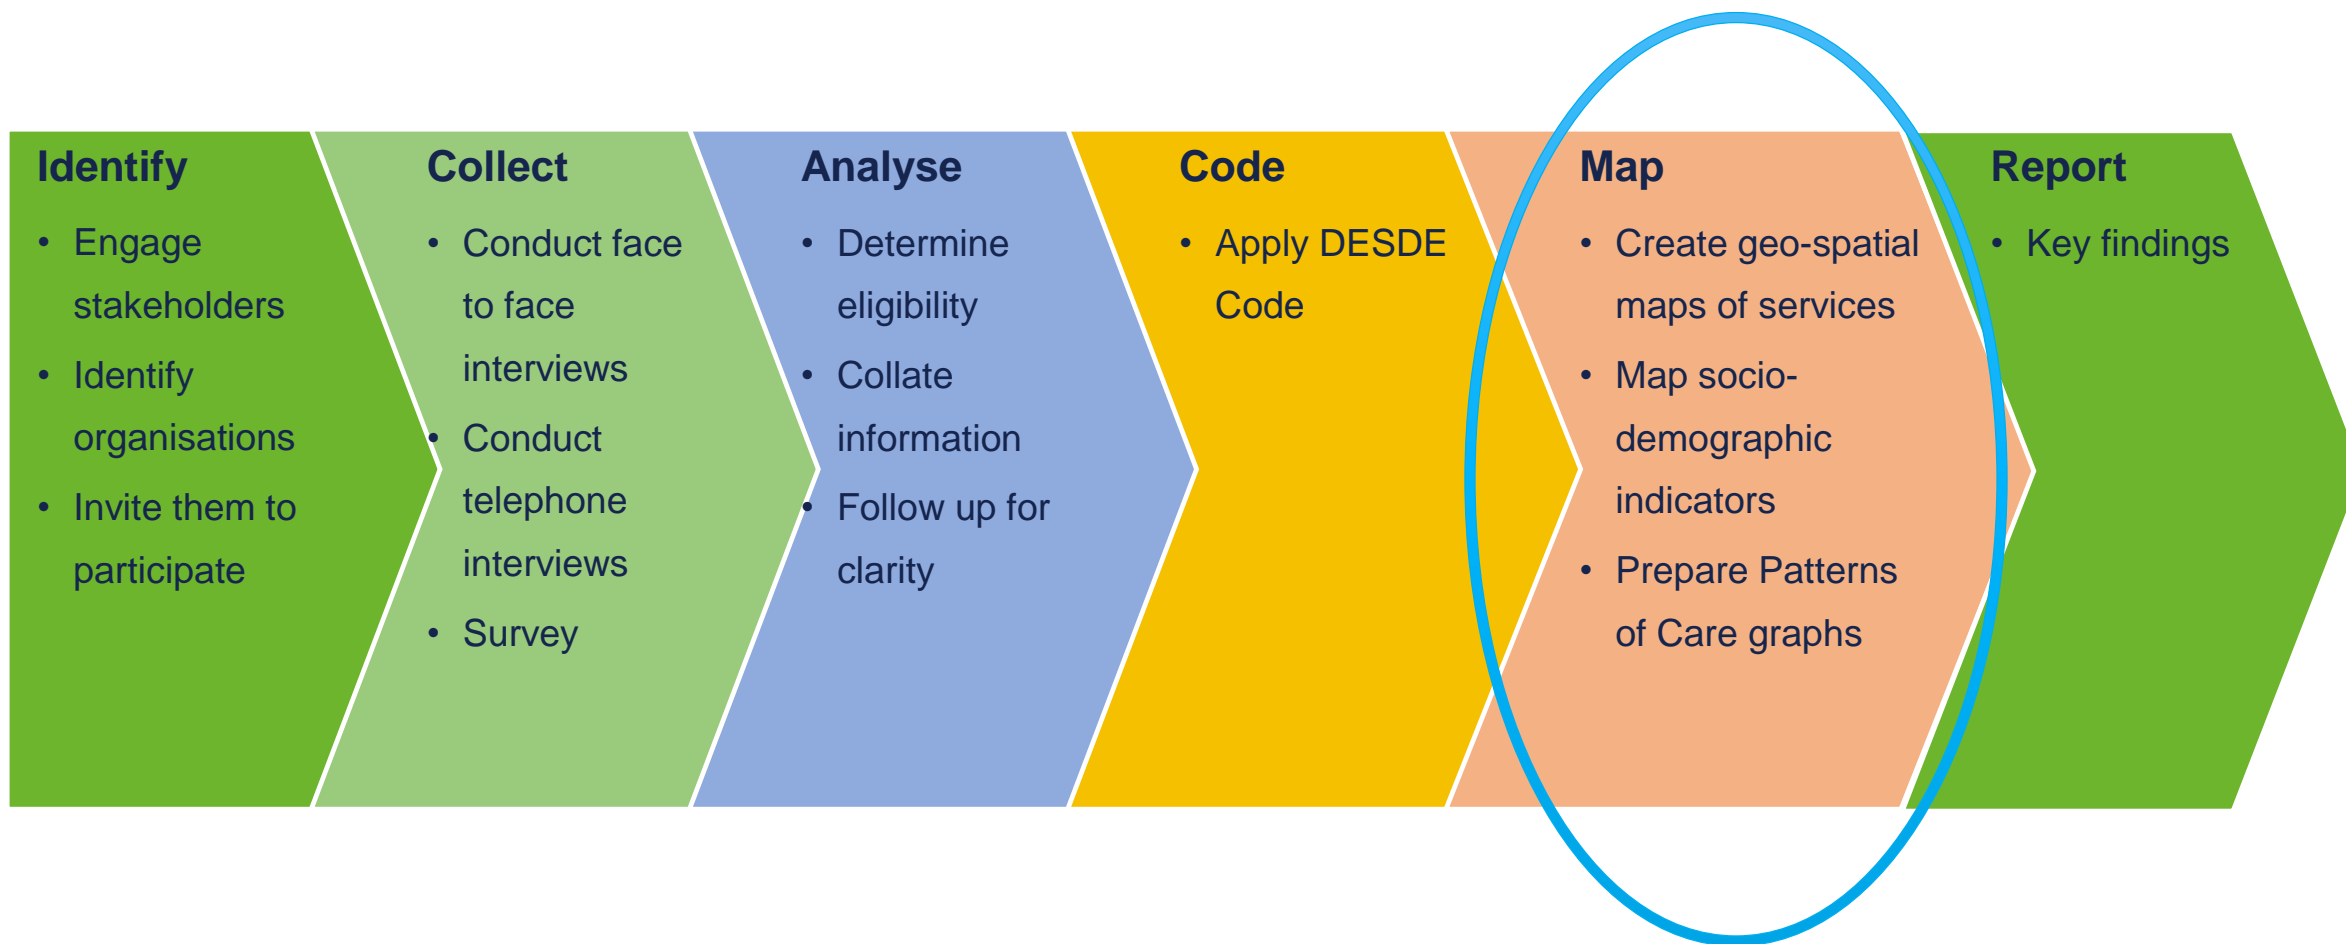 Identify
• Engage
stakeholders
• Identify
organisations
• Invite them to
participate
Collect
• Conduct face
to face
interviews
• Conduct
telephone
interviews
• Survey
Analyse
• Determine
eligibility
• Collate
information
• Follow up for
clarity
Code
• Apply DESDE
Code
Map
• Create geo-spatial
maps of services
• Map socio-
demographic
indicators
• Prepare Patterns
of Care graphs
Report
• Key findings